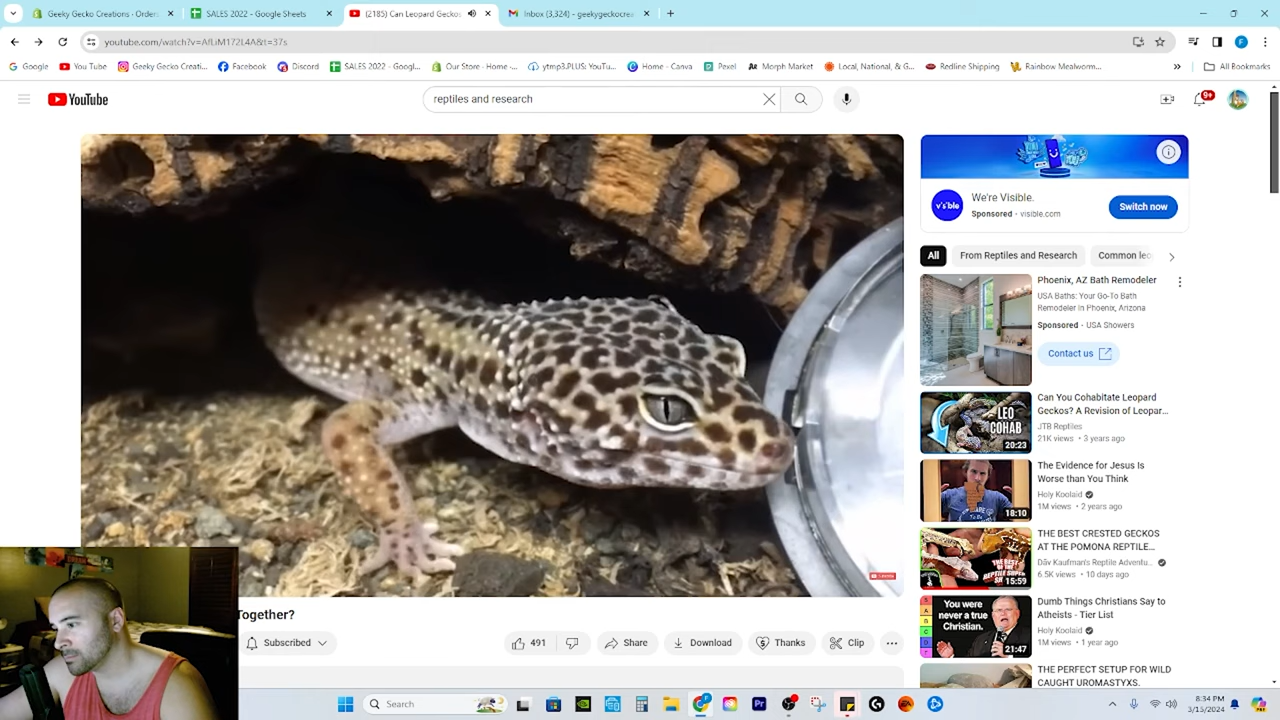 Geeky Gecko Creations - Orders
SALES 2022 - Google Sheets
(2185) Can Leopard Geckos
Inbox (3,324) - geekygeckocrea
youtube.com/watch?v=AfLiM172L4A&t=37s
Google
You Tube
Geeky Gecko Creati...
Facebook
Discord
SALES 2022 - Googl...
Our Store - Home -...
ytmp3.PLUS: YouTu...
Home - Canva
Pexel
Morph Market
Local, National, & G...
Redline Shipping
Rainbow Mealworm...
»
All Bookmarks
YouTube
reptiles and research
9+
We're Visible.
Sponsored · visible.com
Switch now
visible
All
From Reptiles and Research
Common leo
Phoenix, AZ Bath Remodeler
USA Baths: Your Go-To Bath
Remodeler In Phoenix, Arizona
Sponsored · USA Showers
Contact us
LEO
COHAB
20:23
Can You Cohabitate Leopard
Geckos? A Revision of Leopar...
JTB Reptiles
21K views · 3 years ago
18:10
The Evidence for Jesus Is
Worse than You Think
Holy Koolaid
1M views · 2 years ago
15:59
THE BEST CRESTED GECKOS
AT THE POMONA REPTILE...
Dāv Kaufman's Reptile Adventu...
6.5K views · 10 days ago
You were
never a true
Christian.
21:47
Dumb Things Christians Say to
Atheists - Tier List
Holy Koolaid
1M views · 1 year ago
THE PERFECT SETUP FOR WILD
CAUGHT UROMASTYXS.
Together?
Subscribed
491
Share
Download
Thanks
Clip
Search
8:34 PM
3/15/2024